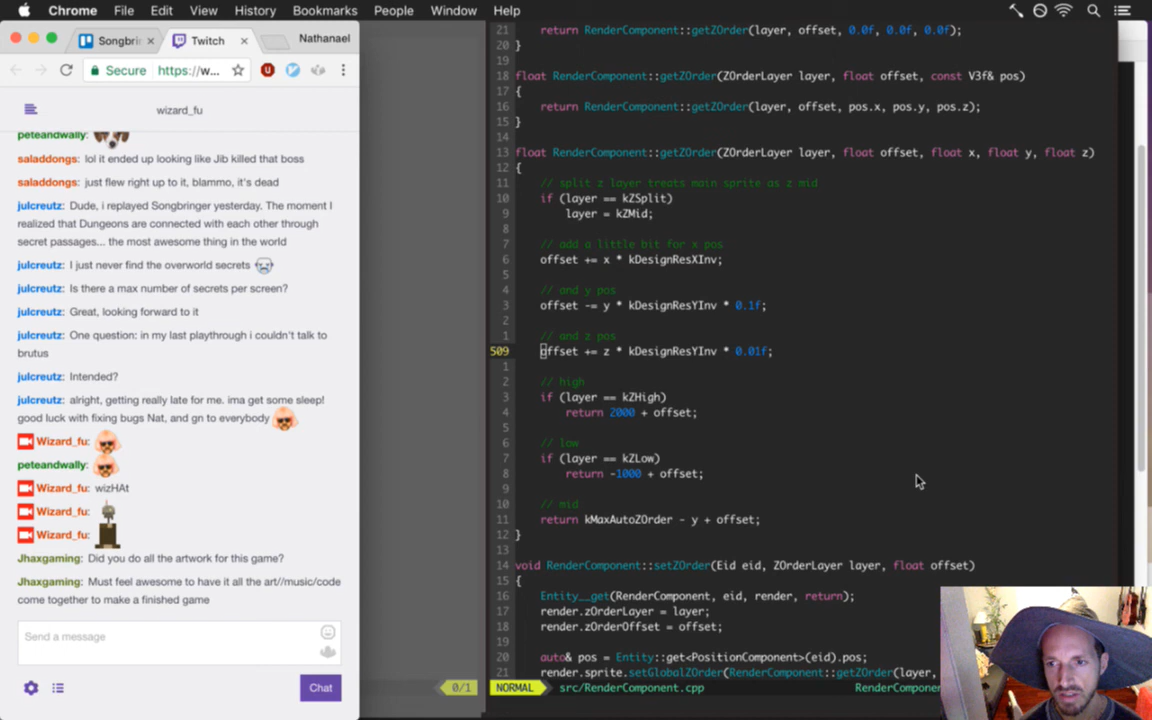 Chrome File Edit View History Bookmarks People Window Help
Songbrin Twitch Nathanael
Secure https://w...
wizard_fu
peteandwally:
saladdongs: lol it ended up looking like Jib killed that boss
saladdongs: just flew right up to it, blammo, it's dead
julcreutz: Dude, i replayed Songbringer yesterday. The moment I
realized that Dungeons are connected with each other through
secret passages... the most awesome thing in the world
julcreutz: I just never find the overworld secrets
julcreutz: Is there a max number of secrets per screen?
julcreutz: Great, looking forward to it
julcreutz: One question: in my last playthrough i couldn't talk to
brutus
julcreutz: Intended?
julcreutz: alright, getting really late for me. ima get some sleep!
good luck with fixing bugs Nat, and gn to everybody
Wizard_fu:
peteandwally:
Wizard_fu: wizHAt
Wizard_fu:
Wizard_fu:
Jhaxgaming: Did you do all the artwork for this game?
Jhaxgaming: Must feel awesome to have it all the art//music/code
come together to make a finished game
Send a message
Chat
0/1
21 return RenderComponent::getZOrder(layer, offset, 0.0f, 0.0f, 0.0f);
20 }
19
18 float RenderComponent::getZOrder(ZOrderLayer layer, float offset, const V3f& pos)
17 {
16 return RenderComponent::getZOrder(layer, offset, pos.x, pos.y, pos.z);
15 }
14
13 float RenderComponent::getZOrder(ZOrderLayer layer, float offset, float x, float y, float z)
12 {
11 // split z layer treats main sprite as z mid
10 if (layer == kZSplit)
9 layer = kZMid;
8
7 // add a little bit for x pos
6 offset += x * kDesignResXInv;
5
4 // and y pos
3 offset -= y * kDesignResYInv * 0.1f;
2
1 // and z pos
509 offset += z * kDesignResYInv * 0.01f;
1
2 // high
3 if (layer == kZHigh)
4 return 2000 + offset;
5
6 // low
7 if (layer == kZLow)
8 return -1000 + offset;
9
10 // mid
11 return kMaxAutoZOrder - y + offset;
12 }
13
14 void RenderComponent::setZOrder(Eid eid, ZOrderLayer layer, float offset)
15 {
16 Entity__get(RenderComponent, eid, render, return);
17 render.zOrderLayer = layer;
18 render.zOrderOffset = offset;
19
20 auto& pos = Entity::get<PositionComponent>(eid).pos;
21 render.sprite.setGlobalZOrder(RenderComponent::getZOrder(layer,
NORMAL src/RenderComponent.cpp RenderComponen